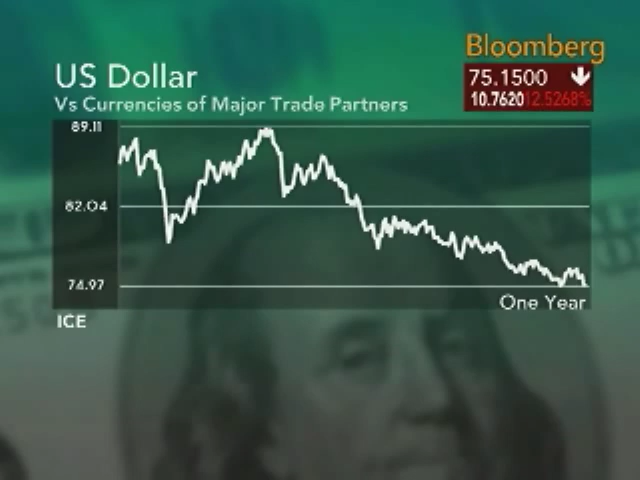 Bloomberg
US Dollar
75.1500
Vs Currencies of Major Trade Partners
10.7620 12.5268%
89.11
82.04
74.97
One Year
ICE